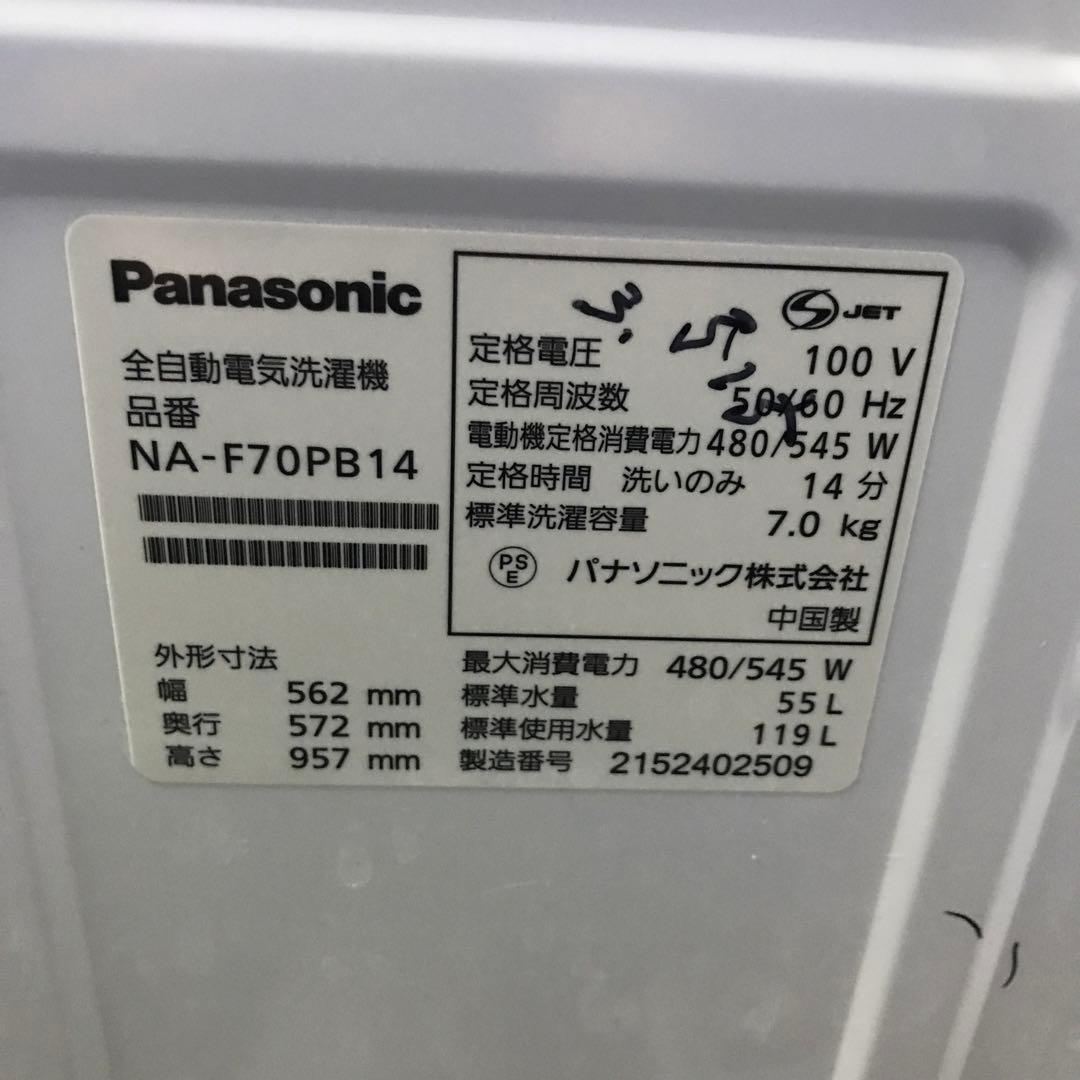 Panasonic
全自動電気洗濯機
品番
NA-F70PB14
S JET
定格電圧 100 V
定格周波数 50/60 Hz
電動機定格消費電力 480/545 W
定格時間 洗いのみ 14 分
標準洗濯容量 7.0 kg
PS E パナソニック株式会社
中国製
外形寸法
幅 562 mm
奥行 572 mm
高さ 957 mm
最大消費電力 480/545 W
標準水量 55 L
標準使用水量 119 L
製造番号 2152402509